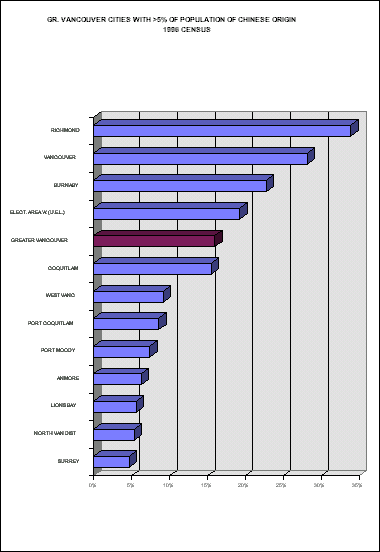 GR. VANCOUVER CITIES WITH >5% OF POPULATION OF CHINESE ORIGIN
1996 CENSUS
RICHMOND
VANCOUVER
BURNABY
ELECT. AREA 'A' (U.E.L.)
GREATER VANCOUVER
COQUITLAM
WEST VANC
PORT COQUITLAM
PORT MOODY
ANMORE
LIONS BAY
NORTH VAN DIST
SURREY
0% 5% 10% 15% 20% 25% 30% 35%